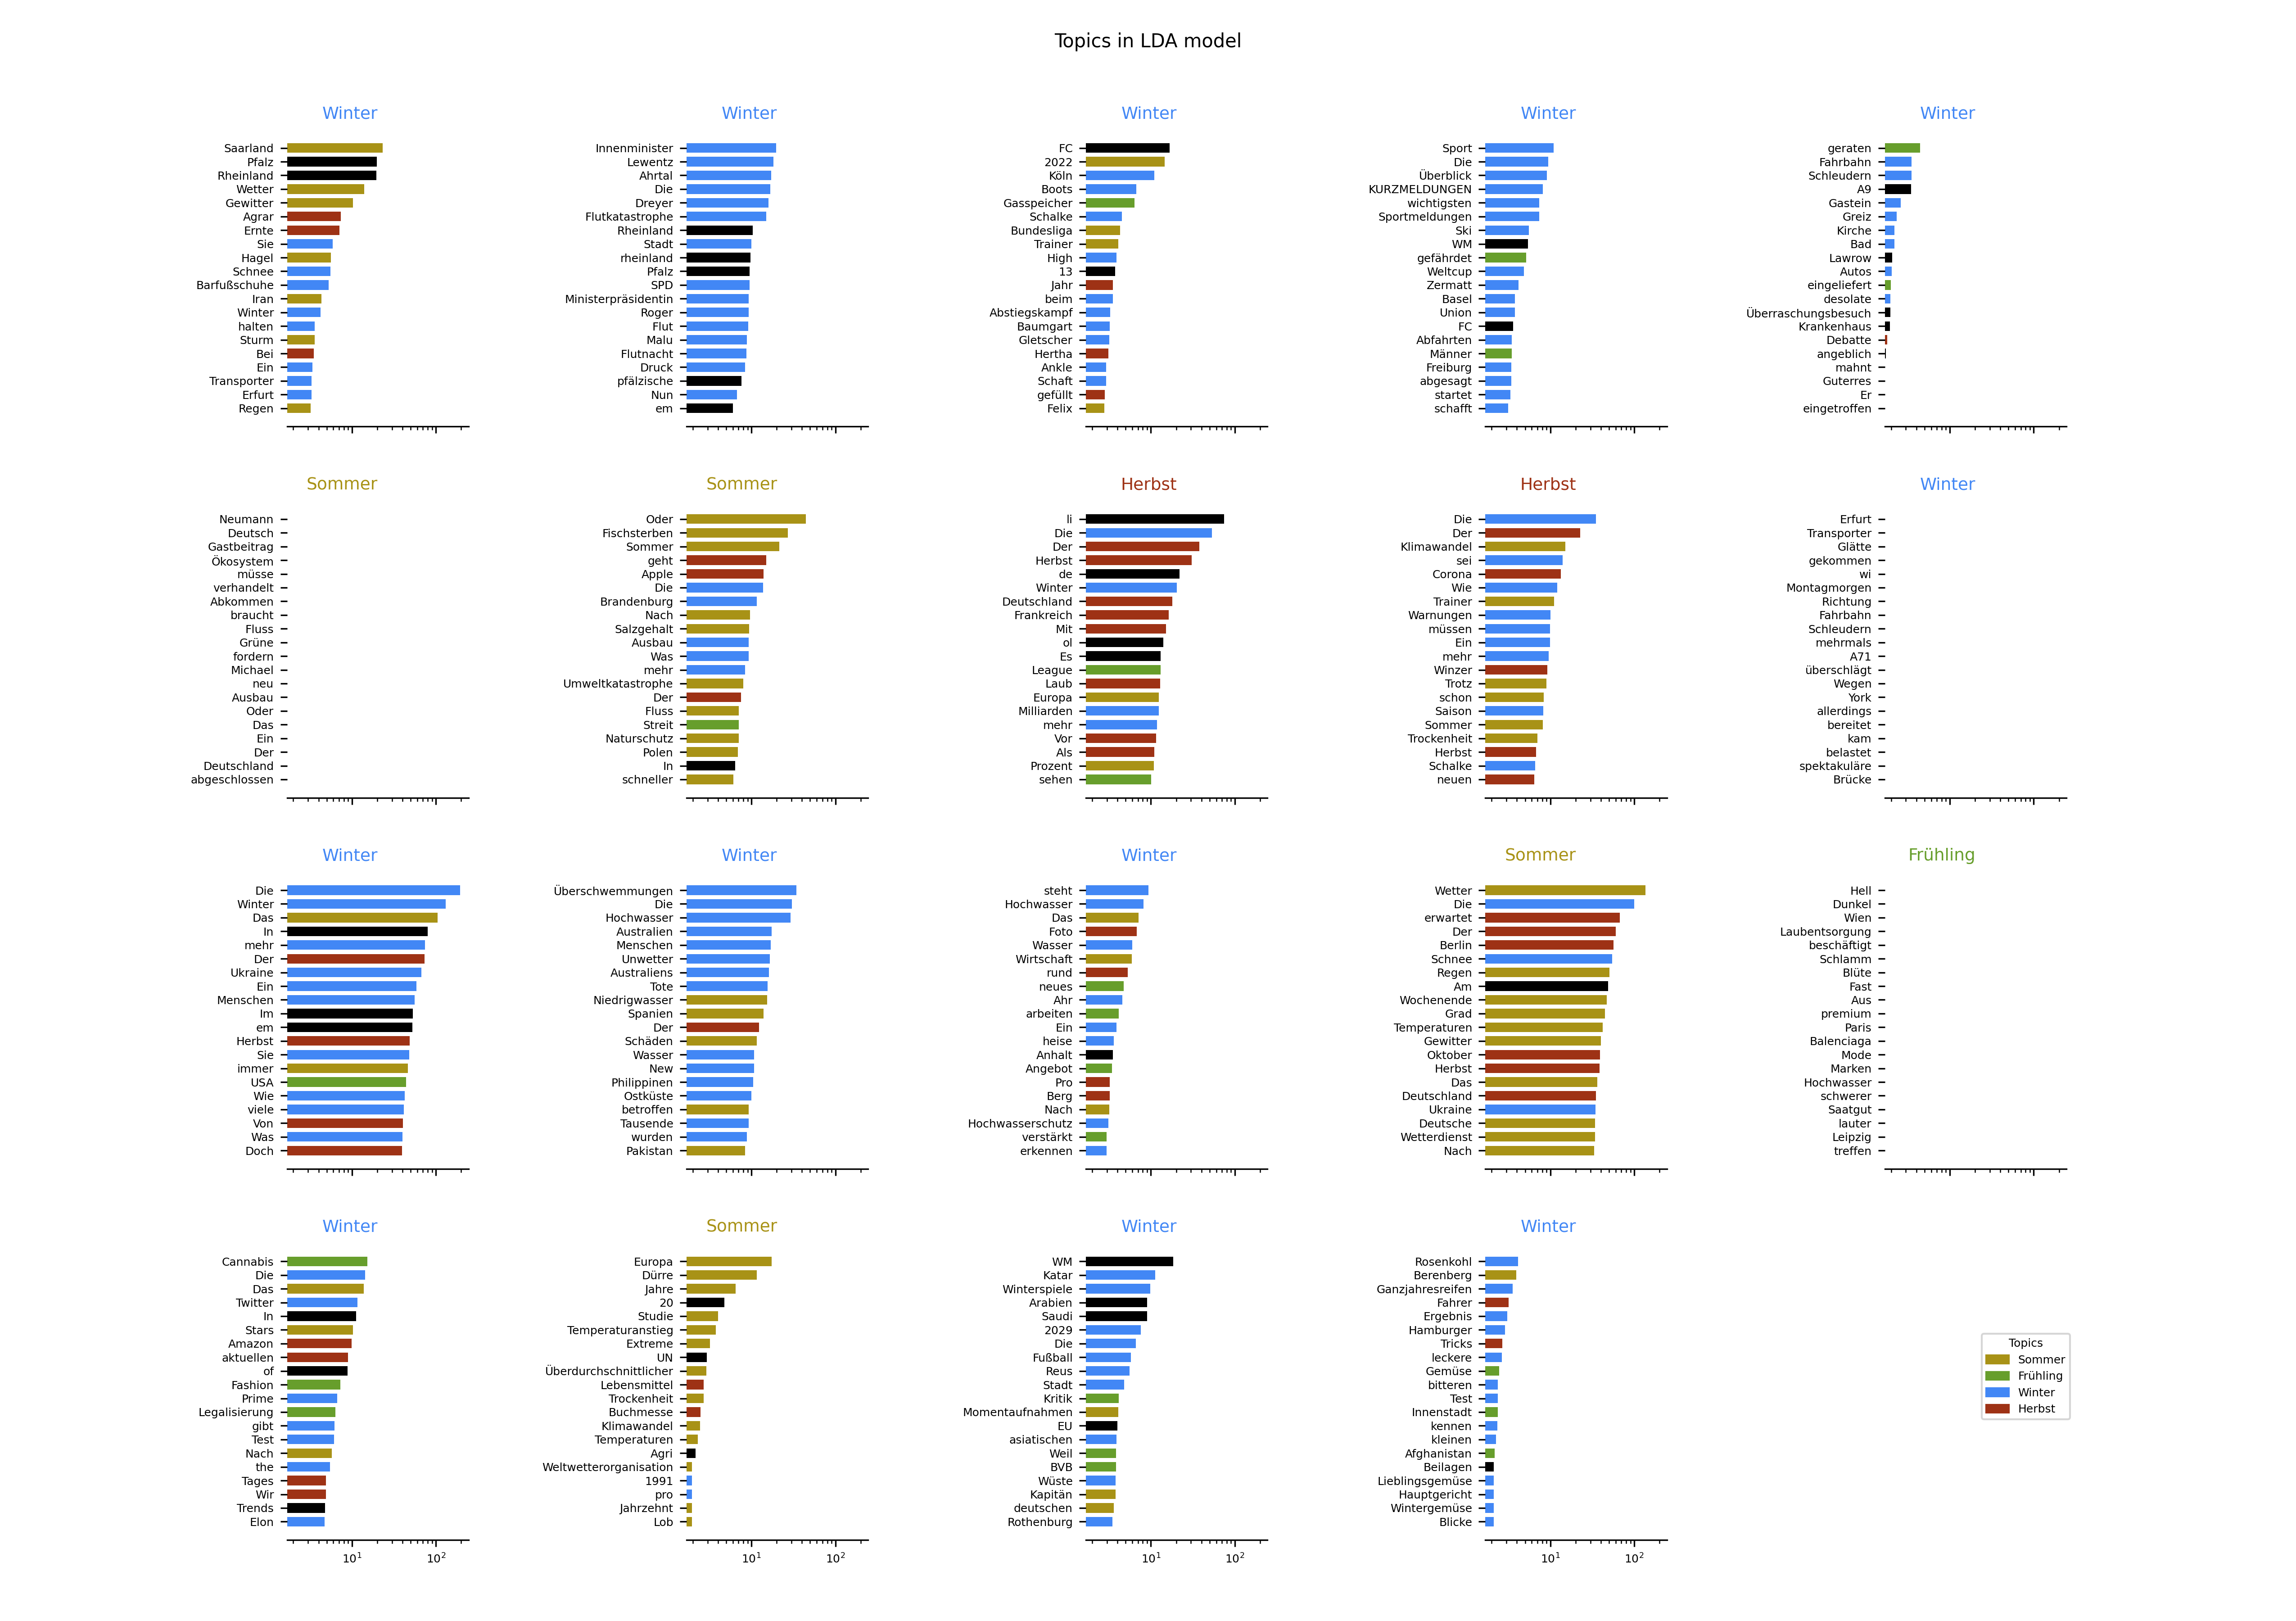 Topics in LDA model
Winter
Saarland
Pfalz
Rheinland
Wetter
Gewitter
Agrar
Ernte
Sie
Hagel
Schnee
Barfußschuhe
Iran
Winter
halten
Sturm
Bei
Ein
Transporter
Erfurt
Regen
Winter
Innenminister
Lewentz
Ahrtal
Die
Dreyer
Flutkatastrophe
Rheinland
Stadt
rheinland
Pfalz
SPD
Ministerpräsidentin
Roger
Flut
Malu
Flutnacht
Druck
pfälzische
Nun
em
Winter
FC
2022
Köln
Boots
Gasspeicher
Schalke
Bundesliga
Trainer
High
13
Jahr
beim
Abstiegskampf
Baumgart
Gletscher
Hertha
Ankle
Schaft
gefüllt
Felix
Winter
Sport
Die
Überblick
KURZMELDUNGEN
wichtigsten
Sportmeldungen
Ski
WM
gefährdet
Weltcup
Zermatt
Basel
Union
FC
Abfahrten
Männer
Freiburg
abgesagt
startet
schafft
Winter
geraten
Fahrbahn
Schleudern
A9
Gastein
Greiz
Kirche
Bad
Lawrow
Autos
eingeliefert
desolate
Überraschungsbesuch
Krankenhaus
Debatte
angeblich
mahnt
Guterres
Er
eingetroffen
Sommer
Neumann
Deutsch
Gastbeitrag
Ökosystem
müsse
verhandelt
Abkommen
braucht
Fluss
Grüne
fordern
Michael
neu
Ausbau
Oder
Das
Ein
Der
Deutschland
abgeschlossen
Sommer
Oder
Fischsterben
Sommer
geht
Apple
Die
Brandenburg
Nach
Salzgehalt
Ausbau
Was
mehr
Umweltkatastrophe
Der
Fluss
Streit
Naturschutz
Polen
In
schneller
Herbst
li
Die
Der
Herbst
de
Winter
Deutschland
Frankreich
Mit
ol
Es
League
Laub
Europa
Milliarden
mehr
Vor
Als
Prozent
sehen
Herbst
Die
Der
Klimawandel
sei
Corona
Wie
Trainer
Warnungen
müssen
Ein
mehr
Winzer
Trotz
schon
Saison
Sommer
Trockenheit
Herbst
Schalke
neuen
Winter
Erfurt
Transporter
Glätte
gekommen
wi
Montagmorgen
Richtung
Fahrbahn
Schleudern
mehrmals
A71
überschlägt
Wegen
York
allerdings
bereitet
kam
belastet
spektakuläre
Brücke
Winter
Die
Winter
Das
In
mehr
Der
Ukraine
Ein
Menschen
Im
em
Herbst
Sie
immer
USA
Wie
viele
Von
Was
Doch
Winter
Überschwemmungen
Die
Hochwasser
Australien
Menschen
Unwetter
Australiens
Tote
Niedrigwasser
Spanien
Der
Schäden
Wasser
New
Philippinen
Ostküste
betroffen
Tausende
wurden
Pakistan
Winter
steht
Hochwasser
Das
Foto
Wasser
Wirtschaft
rund
neues
Ahr
arbeiten
Ein
heise
Anhalt
Angebot
Pro
Berg
Nach
Hochwasserschutz
verstärkt
erkennen
Sommer
Wetter
Die
erwartet
Der
Berlin
Schnee
Regen
Am
Wochenende
Grad
Temperaturen
Gewitter
Oktober
Herbst
Das
Deutschland
Ukraine
Deutsche
Wetterdienst
Nach
Frühling
Hell
Dunkel
Wien
Laubentsorgung
beschäftigt
Schlamm
Blüte
Fast
Aus
premium
Paris
Balenciaga
Mode
Marken
Hochwasser
schwerer
Saatgut
lauter
Leipzig
treffen
Winter
Cannabis
Die
Das
Twitter
In
Stars
Amazon
aktuellen
of
Fashion
Prime
Legalisierung
gibt
Test
Nach
the
Tages
Wir
Trends
Elon
10¹ 10²
Sommer
Europa
Dürre
Jahre
20
Studie
Temperaturanstieg
Extreme
UN
Überdurchschnittlicher
Lebensmittel
Trockenheit
Buchmesse
Klimawandel
Temperaturen
Agri
Weltwetterorganisation
1991
pro
Jahrzehnt
Lob
10¹ 10²
Winter
WM
Katar
Winterspiele
Arabien
Saudi
2029
Die
Fußball
Reus
Stadt
Kritik
Momentaufnahmen
EU
asiatischen
Weil
BVB
Wüste
Kapitän
deutschen
Rothenburg
10¹ 10²
Winter
Rosenkohl
Berenberg
Ganzjahresreifen
Fahrer
Ergebnis
Hamburger
Tricks
leckere
Gemüse
bitteren
Test
Innenstadt
kennen
kleinen
Afghanistan
Beilagen
Lieblingsgemüse
Hauptgericht
Wintergemüse
Blicke
10¹ 10²
Topics
Sommer
Frühling
Winter
Herbst